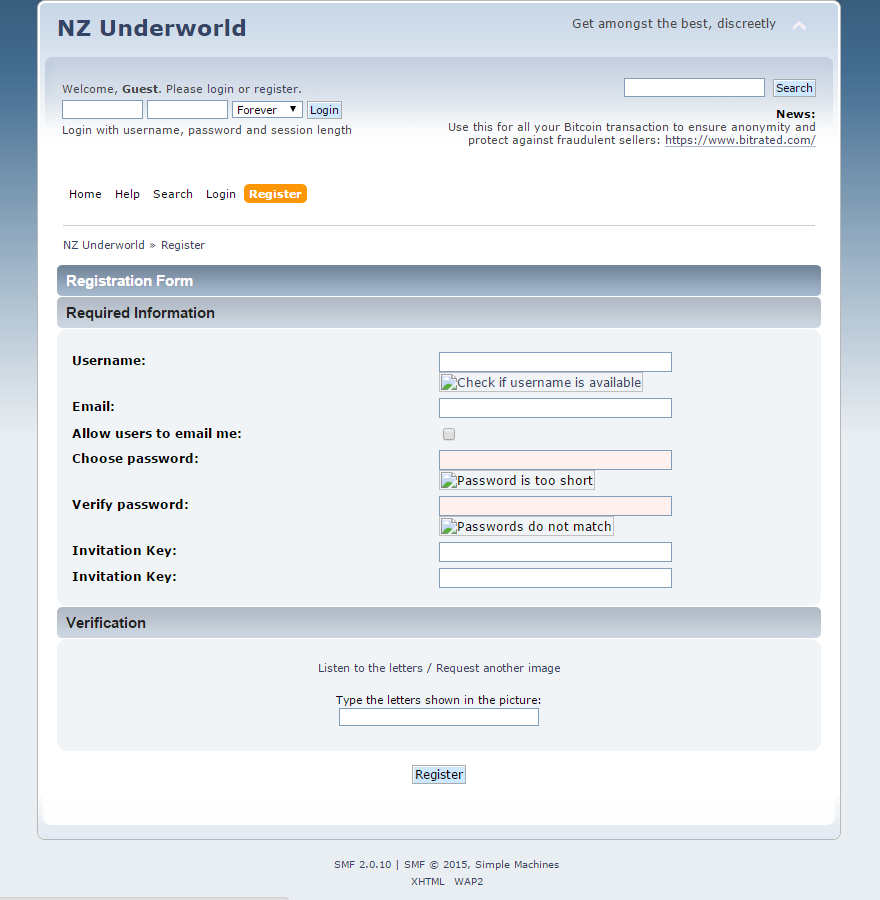 NZ Underworld
Get amongst the best, discreetly
Welcome, Guest. Please login or register.
Forever
Login
Login with username, password and session length
Search
News:
Use this for all your Bitcoin transaction to ensure anonymity and
protect against fraudulent sellers: https://www.bitrated.com/
Home Help Search Login Register
NZ Underworld » Register
Registration Form
Required Information
Username:
Check if username is available
Email:
Allow users to email me:
Choose password:
Password is too short
Verify password:
Passwords do not match
Invitation Key:
Invitation Key:
Verification
Listen to the letters / Request another image
Type the letters shown in the picture:
Register
SMF 2.0.10 | SMF © 2015, Simple Machines
XHTML WAP2